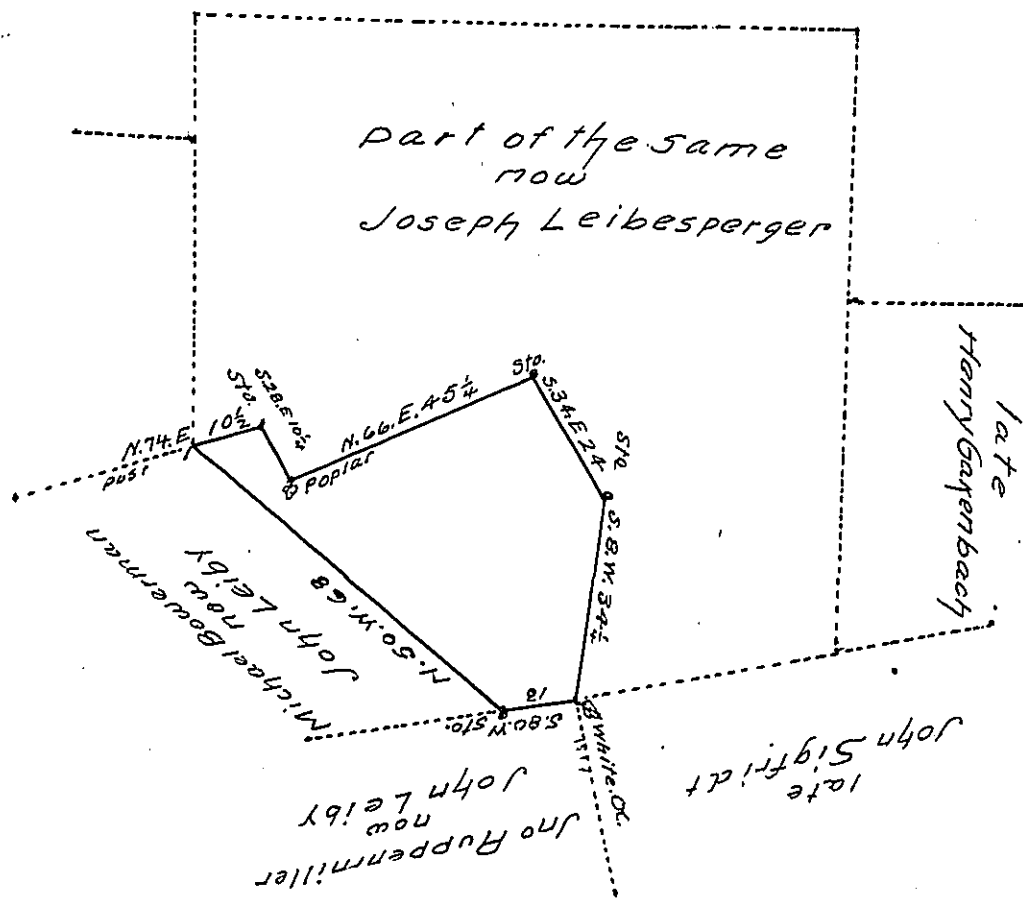 part of the same
now
Joseph Leibesperger
late
Henry Gaxenbach
Sto.
S.34.E 24
Sto
S.8.W.34¼
N.66.E.45¼
Poplar
S.28.E 10¼
Sto.
10½
N.74.E
post
N.50.W.68
Michael Bowerman
now
John Leiby
12
S.80.W
Sto.
White.OK.
late
John Sigfridt
Jno Ruppenmiller
now
John Leiby